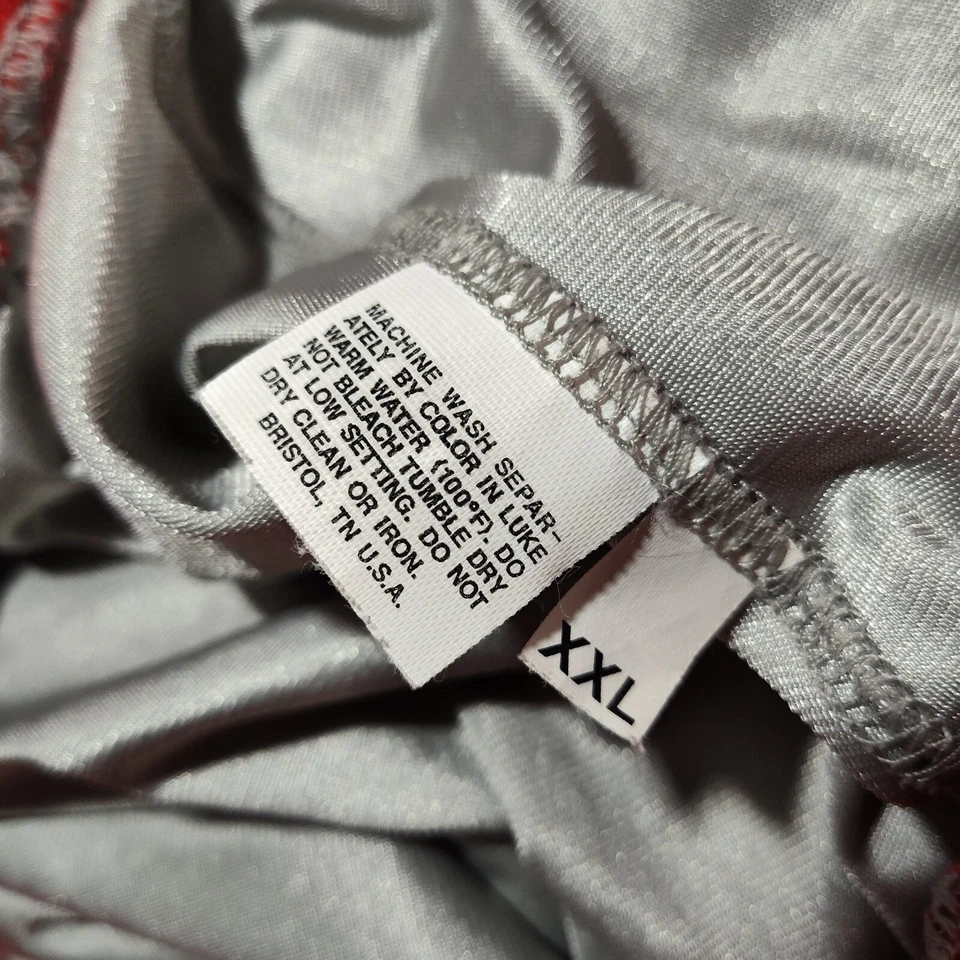 MACHINE WASH SEPAR-
ATELY BY COLOR IN LUKE
WARM WATER (100°F). DO
NOT BLEACH TUMBLE DRY
AT LOW SETTING. DO NOT
DRY CLEAN OR IRON.
BRISTOL, TN U.S.A.
XXL